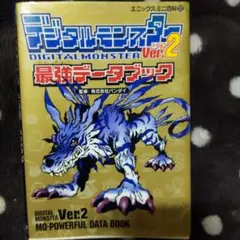 エニックスミニ百科
デジタルモンスター
Ver.2
DIGITALMONSTER
最強データブック
監修：株式会社バンダイ
DIGITAL
MONSTER Ver.2
MO-POWERFUL DATA BOOK